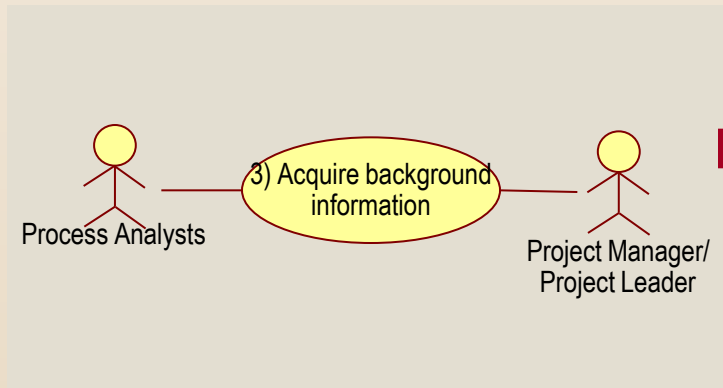 3) Acquire background
information
Process Analysts
Project Manager/
Project Leader